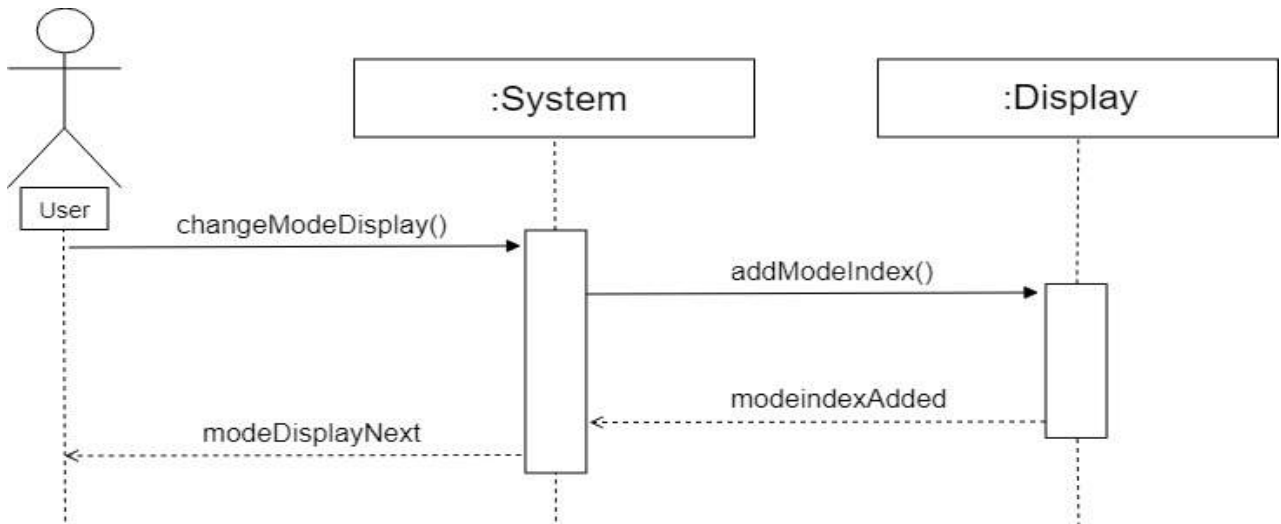 :System
:Display
User
changeModeDisplay()
addModeIndex()
modeindexAdded
modeDisplayNext